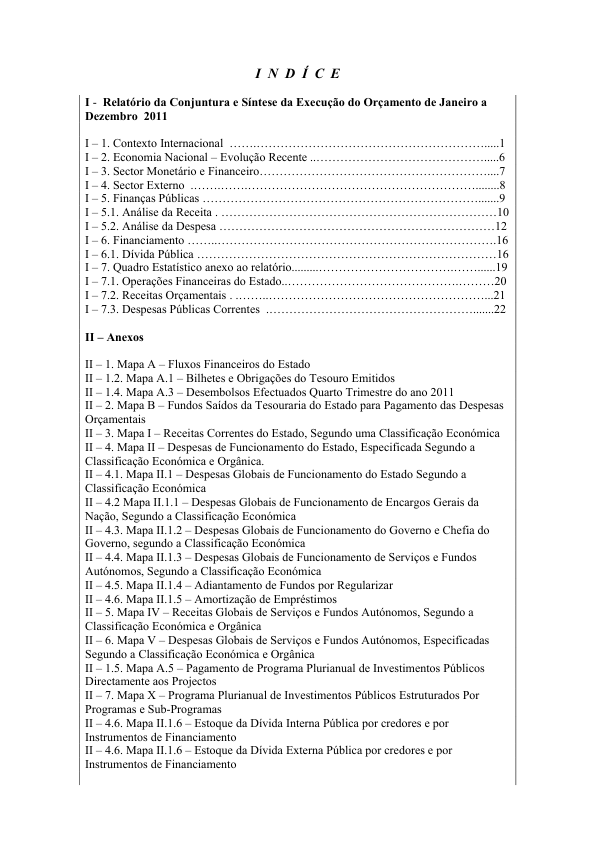 I N D Í C E
I - Relatório da Conjuntura e Síntese da Execução do Orçamento de Janeiro a
Dezembro 2011
I – 1. Contexto Internacional ……………………………………………………….....1
I – 2. Economia Nacional – Evolução Recente ..…………………………………….....6
I – 3. Sector Monetário e Financeiro…………………………………………………....7
I – 4. Sector Externo ……………………………………………………………........8
I – 5. Finanças Públicas ……………………………………………………………......9
I – 5.1. Análise da Receita . ……………………………………………………………10
I – 5.2. Análise da Despesa ……………………………………………………………12
I – 6. Financiamento ……..…………………………………………………………….16
I – 6.1. Dívida Pública …………………………………………………………………16
I – 7. Quadro Estatístico anexo ao relatório.........…………………………….……......19
I – 7.1. Operações Financeiras do Estado..…………………………………….………20
I – 7.2. Receitas Orçamentais . ……..………………………………………………...21
I – 7.3. Despesas Públicas Correntes …………………………………………….......22
II – Anexos
II – 1. Mapa A – Fluxos Financeiros do Estado
II – 1.2. Mapa A.1 – Bilhetes e Obrigações do Tesouro Emitidos
II – 1.4. Mapa A.3 – Desembolsos Efectuados Quarto Trimestre do ano 2011
II – 2. Mapa B – Fundos Saídos da Tesouraria do Estado para Pagamento das Despesas
Orçamentais
II – 3. Mapa I – Receitas Correntes do Estado, Segundo uma Classificação Económica
II – 4. Mapa II – Despesas de Funcionamento do Estado, Especificada Segundo a
Classificação Económica e Orgânica.
II – 4.1. Mapa II.1 – Despesas Globais de Funcionamento do Estado Segundo a
Classificação Económica
II – 4.2 Mapa II.1.1 – Despesas Globais de Funcionamento de Encargos Gerais da
Nação, Segundo a Classificação Económica
II – 4.3. Mapa II.1.2 – Despesas Globais de Funcionamento do Governo e Chefia do
Governo, segundo a Classificação Económica
II – 4.4. Mapa II.1.3 – Despesas Globais de Funcionamento de Serviços e Fundos
Autónomos, Segundo a Classificação Económica
II – 4.5. Mapa II.1.4 – Adiantamento de Fundos por Regularizar
II – 4.6. Mapa II.1.5 – Amortização de Empréstimos
II – 5. Mapa IV – Receitas Globais de Serviços e Fundos Autónomos, Segundo a
Classificação Económica e Orgânica
II – 6. Mapa V – Despesas Globais de Serviços e Fundos Autónomos, Especificadas
Segundo a Classificação Económica e Orgânica
II – 1.5. Mapa A.5 – Pagamento de Programa Plurianual de Investimentos Públicos
Directamente aos Projectos
II – 7. Mapa X – Programa Plurianual de Investimentos Públicos Estruturados Por
Programas e Sub-Programas
II – 4.6. Mapa II.1.6 – Estoque da Dívida Interna Pública por credores e por
Instrumentos de Financiamento
II – 4.6. Mapa II.1.6 – Estoque da Dívida Externa Pública por credores e por
Instrumentos de Financiamento